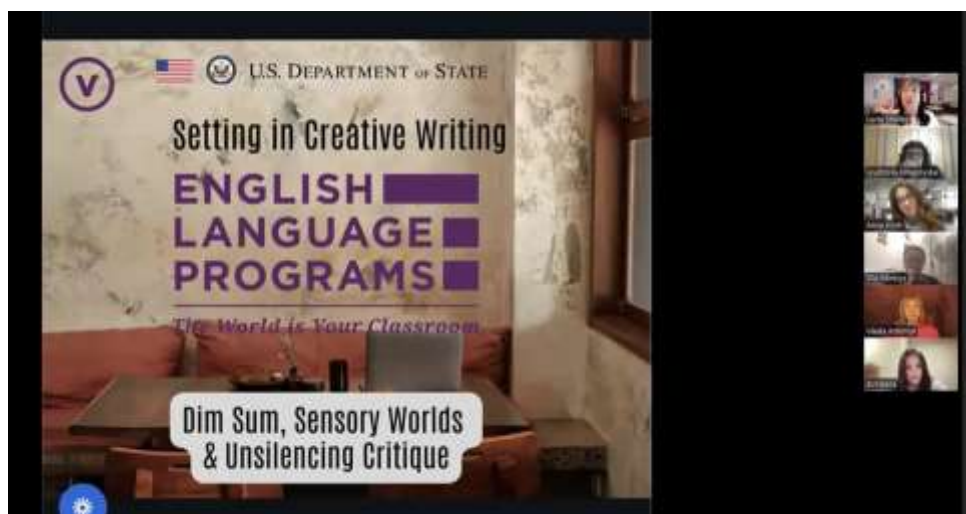 V
U.S. DEPARTMENT OF STATE
Setting in Creative Writing
ENGLISH
LANGUAGE
PROGRAMS
The World is Your Classroom
Dim Sum, Sensory Worlds
& Unsilencing Critique